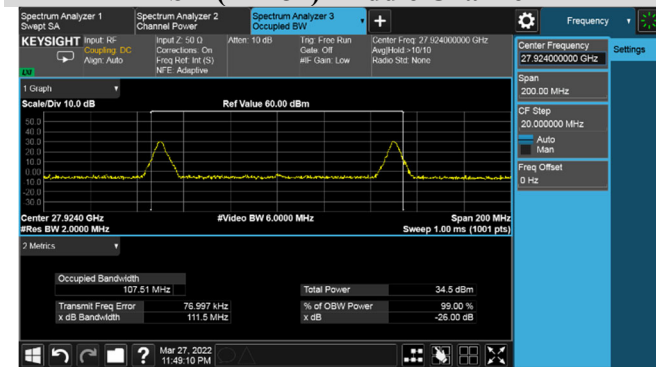 Spectrum Analyzer 1
Swept SA
Spectrum Analyzer 2
Channel Power
Spectrum Analyzer 3
Occupied BW
Frequency
KEYSIGHT
Input: RF
Coupling: DC
Align: Auto
Input Z: 50 Ω
Corrections: On
Freq Ref: Int (S)
NFE: Adaptive
Atten: 10 dB
Trig: Free Run
Gate: Off
#IF Gain: Low
Center Freq: 27.924000000 GHz
Avg|Hold:>10/10
Radio Std: None
Center Frequency
27.924000000 GHz
Settings
Span
200.00 MHz
CF Step
20.000000 MHz
Auto
Man
Freq Offset
0 Hz
1 Graph
Scale/Div 10.0 dB
Ref Value 60.00 dBm
50.0
40.0
30.0
20.0
10.0
0.00
-10.0
-20.0
-30.0
Center 27.9240 GHz
#Video BW 6.0000 MHz
Span 200 MHz
#Res BW 2.0000 MHz
Sweep 1.00 ms (1001 pts)
2 Metrics
Occupied Bandwidth
107.51 MHz
Total Power
34.5 dBm
Transmit Freq Error
76.997 kHz
% of OBW Power
99.00 %
x dB Bandwidth
111.5 MHz
x dB
-26.00 dB
Mar 27, 2022
11:49:10 PM